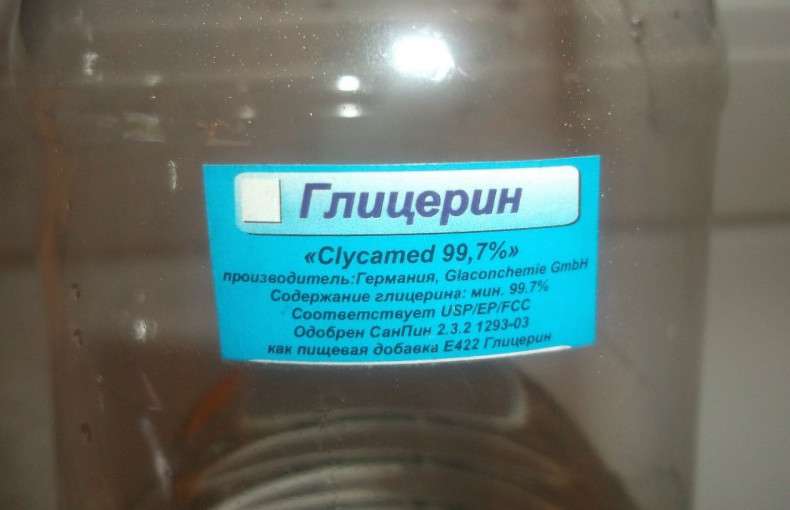 Глицерин
«Clycamed 99,7%»
производитель:Германия, Glaconchemie GmbH
Содержание глицерина: мин. 99.7%
Соответствует USP/EP/FCC
Одобрен СанПин 2.3.2 1293-03
как пищевая добавка Е422 Глицерин